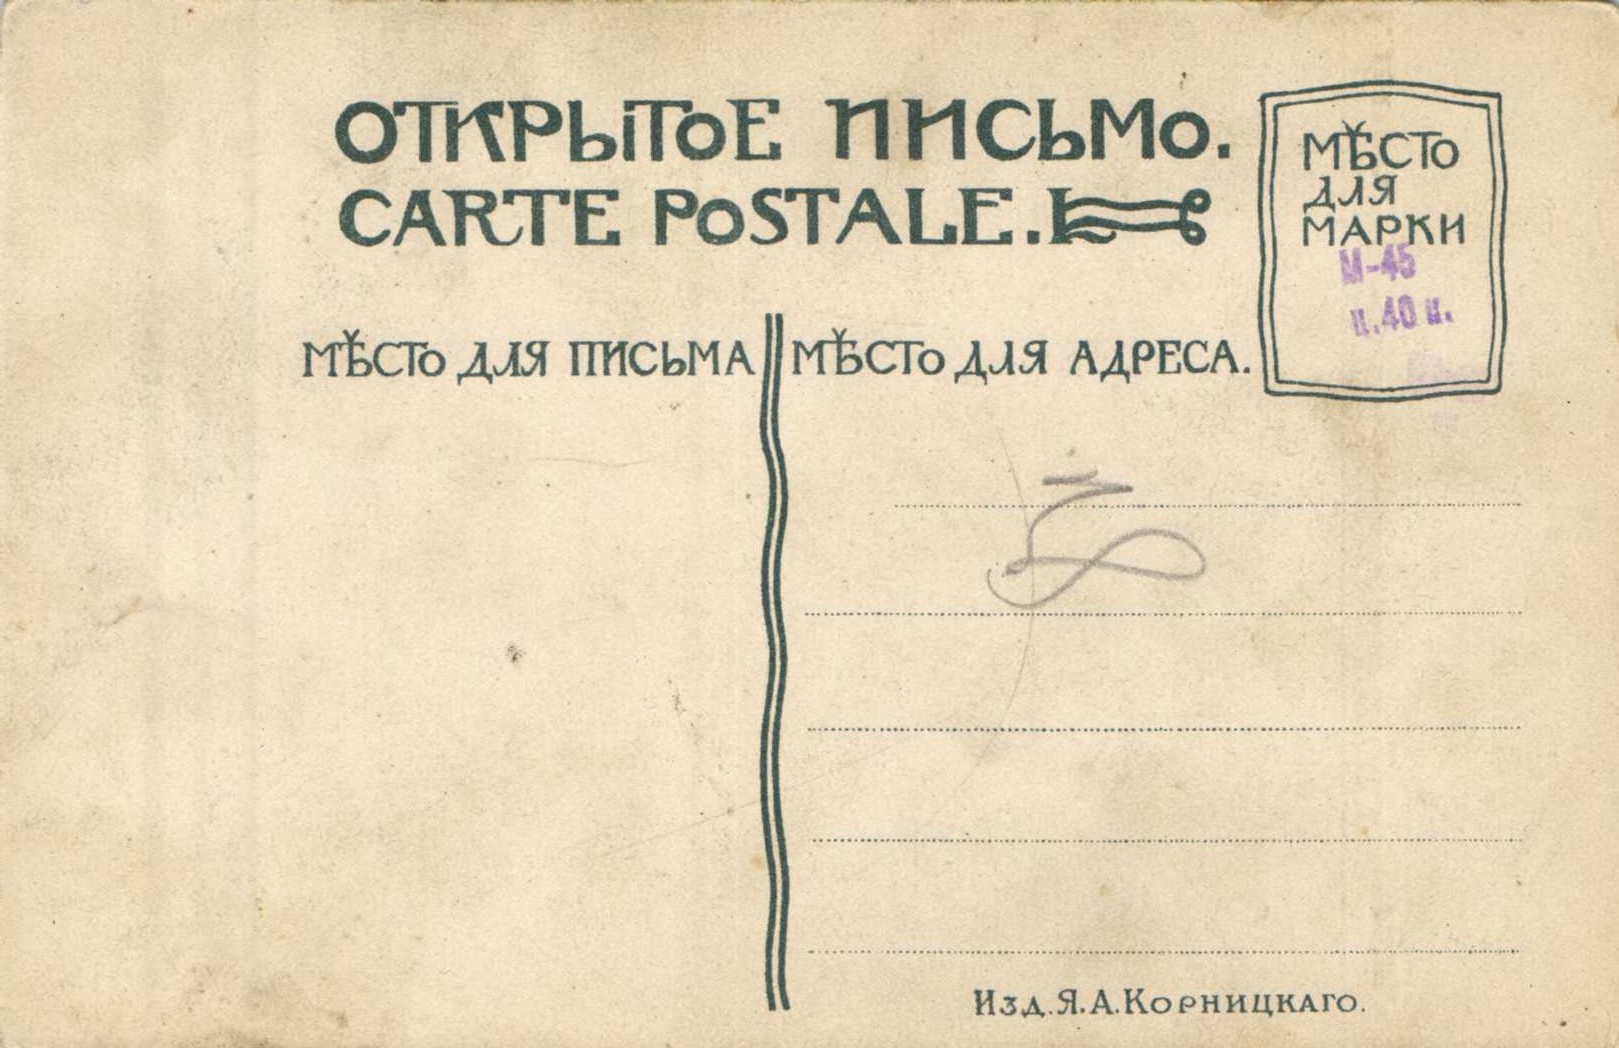 ОТКРЫТОЕ ПИСЬМО.
CARTE POSTALE.
МѢСТО
ДЛЯ
МАРКИ
М-45
ц.40 к.
МѢСТО ДЛЯ ПИСЬМА
МѢСТО ДЛЯ АДРЕСА.
Изд. Я. А. Корницкаго.